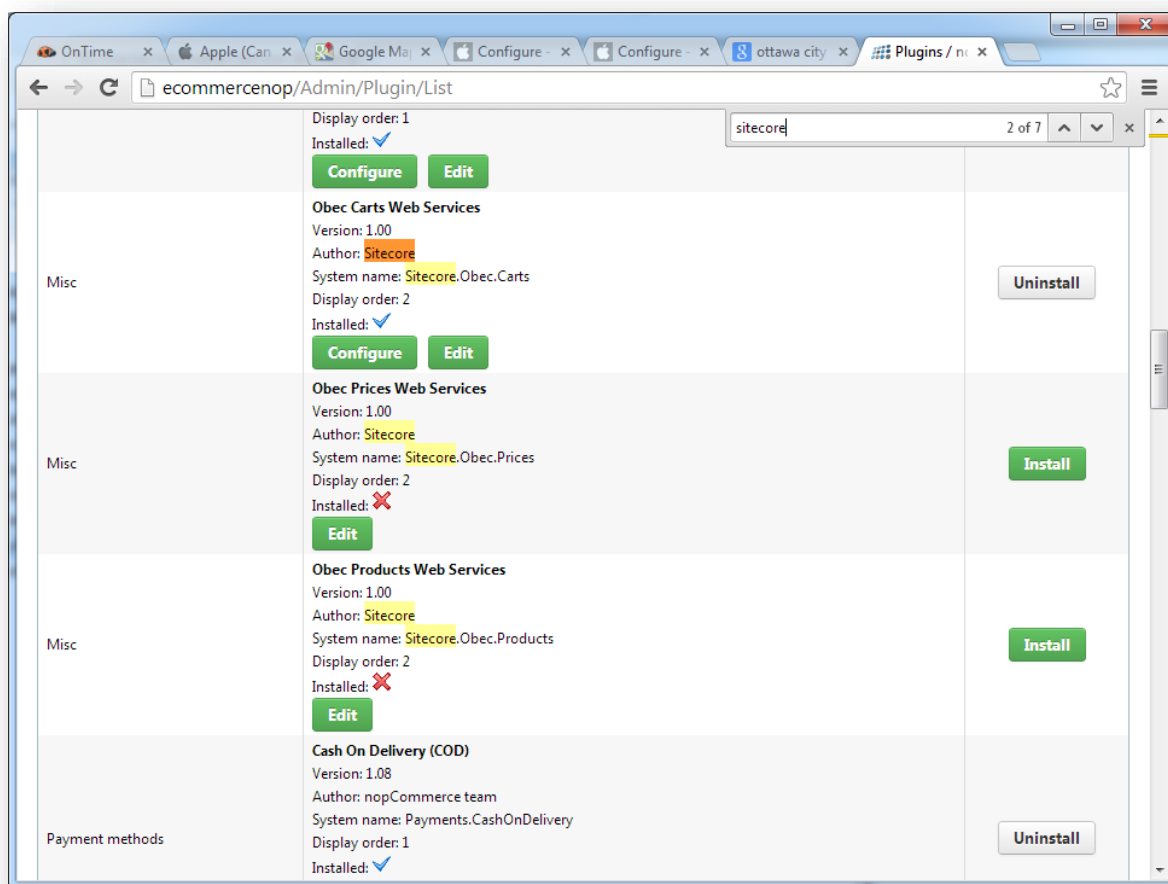 OnTime
Apple (Can
Google Ma
Configure -
Configure -
ottawa city
Plugins / no
ecommercenop/Admin/Plugin/List
sitecore
2 of 7
Display order: 1
Installed:
Configure
Edit
Misc
Obec Carts Web Services
Version: 1.00
Author: Sitecore
System name: Sitecore.Obec.Carts
Display order: 2
Installed:
Configure
Edit
Uninstall
Misc
Obec Prices Web Services
Version: 1.00
Author: Sitecore
System name: Sitecore.Obec.Prices
Display order: 2
Installed:
Edit
Install
Misc
Obec Products Web Services
Version: 1.00
Author: Sitecore
System name: Sitecore.Obec.Products
Display order: 2
Installed:
Edit
Install
Payment methods
Cash On Delivery (COD)
Version: 1.08
Author: nopCommerce team
System name: Payments.CashOnDelivery
Display order: 1
Installed:
Uninstall